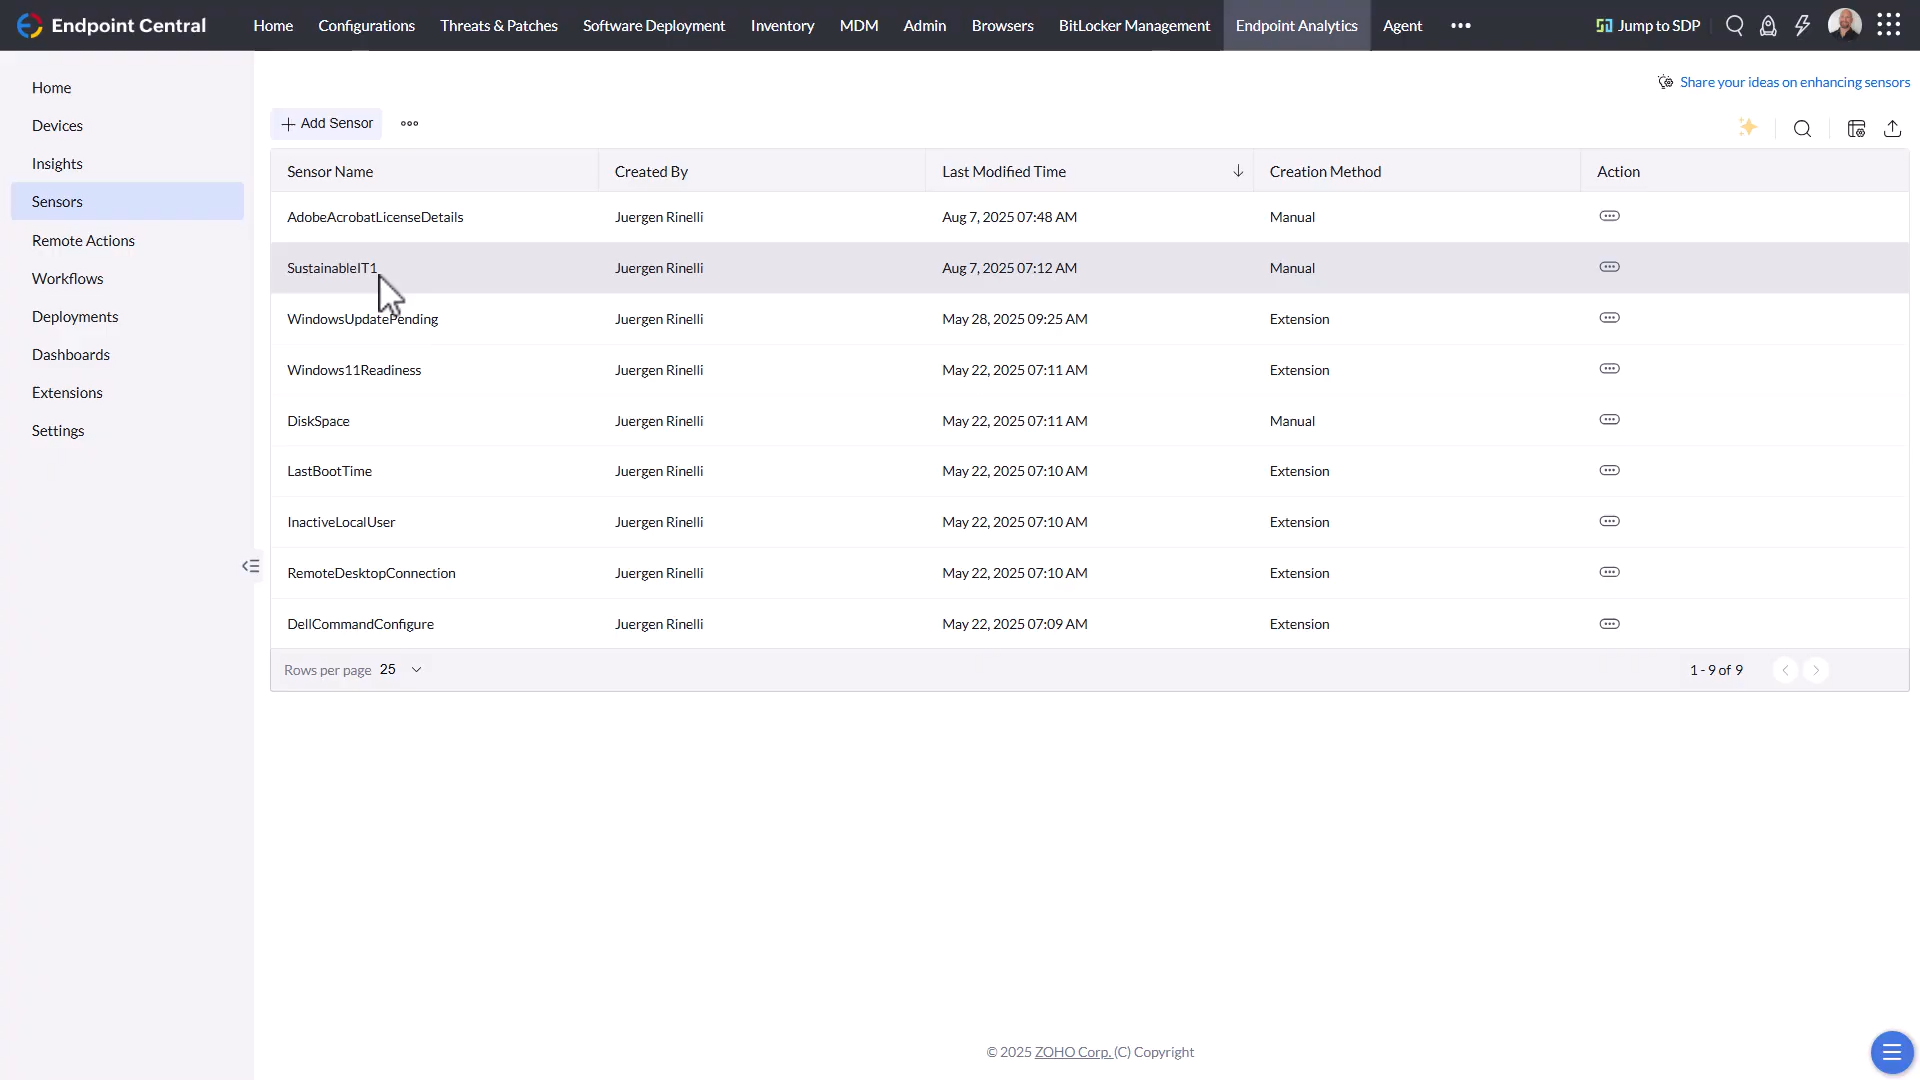 Endpoint Central Home Configurations Threats & Patches Software Deployment Inventory MDM Admin Browsers BitLocker Management Endpoint Analytics Agent ••• Jump to SDP
Home
Devices
Insights
Sensors
Remote Actions
Workflows
Deployments
Dashboards
Extensions
Settings
Share your ideas on enhancing sensors
+ Add Sensor
Sensor Name Created By Last Modified Time Creation Method Action
AdobeAcrobatLicenseDetails Juergen Rinelli Aug 7, 2025 07:48 AM Manual
SustainableIT1 Juergen Rinelli Aug 7, 2025 07:12 AM Manual
WindowsUpdatePending Juergen Rinelli May 28, 2025 09:25 AM Extension
Windows11Readiness Juergen Rinelli May 22, 2025 07:11 AM Extension
DiskSpace Juergen Rinelli May 22, 2025 07:11 AM Manual
LastBootTime Juergen Rinelli May 22, 2025 07:10 AM Extension
InactiveLocalUser Juergen Rinelli May 22, 2025 07:10 AM Extension
RemoteDesktopConnection Juergen Rinelli May 22, 2025 07:10 AM Extension
DellCommandConfigure Juergen Rinelli May 22, 2025 07:09 AM Extension
Rows per page 25 1 - 9 of 9
© 2025 ZOHO Corp. (C) Copyright